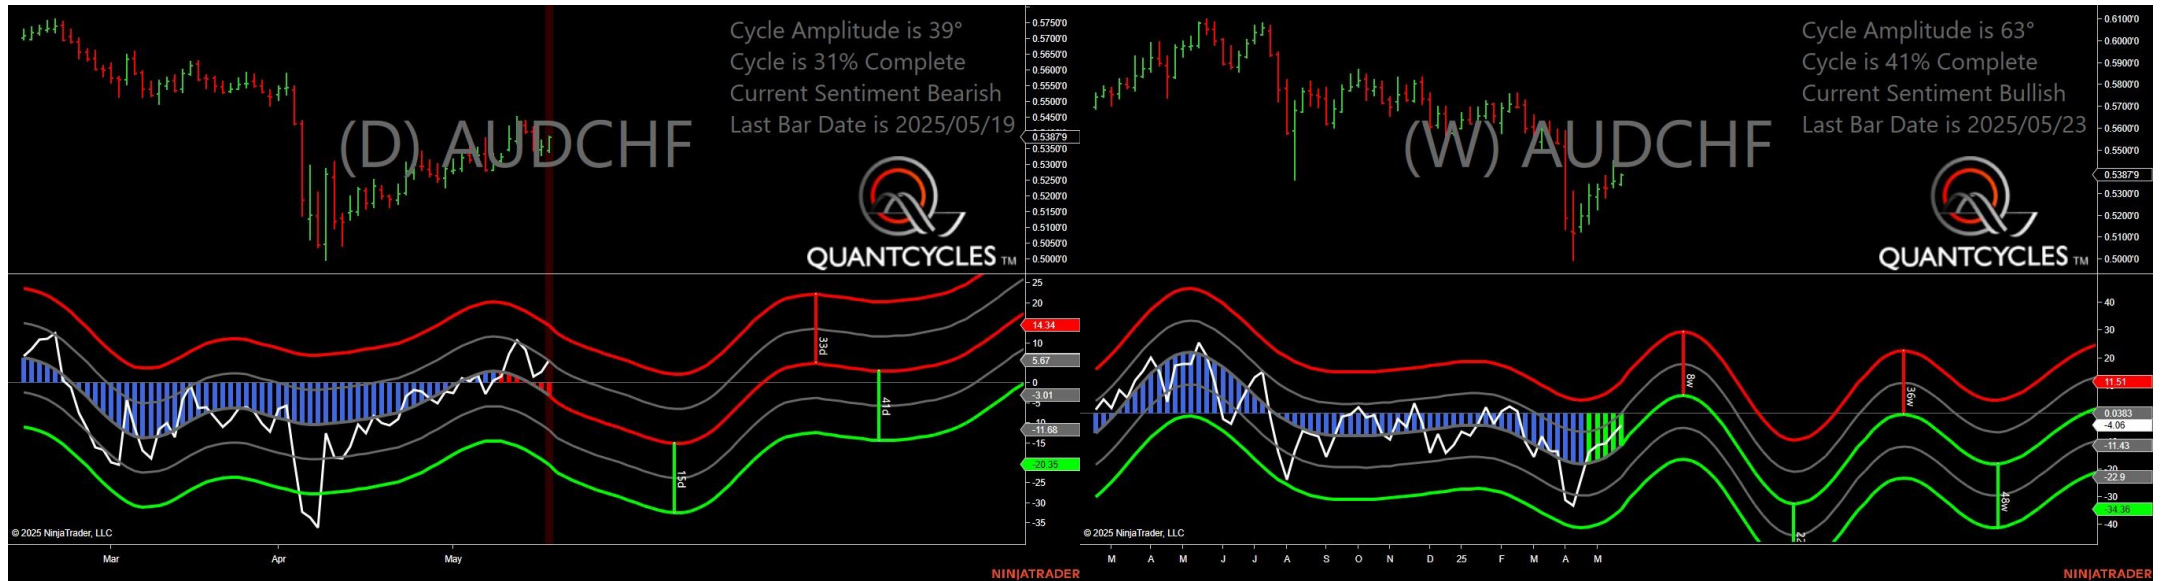 Cycle Amplitude is 39°
Cycle is 31% Complete
Current Sentiment Bearish
Last Bar Date is 2025/05/19
(D) AUDCHF
QUANTCYCLES TM
0.5750'0
0.5700'0
0.5650'0
0.5600'0
0.5550'0
0.5500'0
0.5387'9
0.5350'0
0.5300'0
0.5250'0
0.5200'0
0.5150'0
0.5100'0
0.5050'0
0.5000'0
25
20
14.34
10
5.67
0
-3.01
-5
-11.68
-15
-20.35
-25
-30
-35
33d
41d
15d
© 2025 NinjaTrader, LLC
Mar Apr May
NINJATRADER
Cycle Amplitude is 63°
Cycle is 41% Complete
Current Sentiment Bullish
Last Bar Date is 2025/05/23
(W) AUDCHF
QUANTCYCLES TM
0.6100'0
0.6000'0
0.5900'0
0.5800'0
0.5700'0
0.5600'0
0.5500'0
0.5387'9
0.5300'0
0.5200'0
0.5100'0
0.5000'0
40
30
20
11.51
0.0383
-4.06
-11.43
-20
-22.9
-30
-34.36
-40
8w
36w
48w
© 2025 NinjaTrader, LLC
M A M J J A S O N D 25 F M A M
NINJATRADER